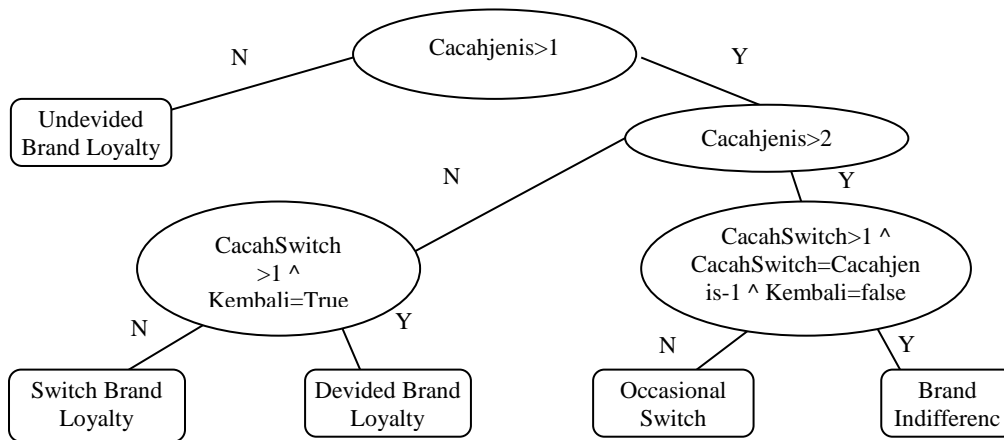 Cacahjenis>1
N
Y
Undevided
Brand Loyalty
Cacahjenis>2
N
Y
CacahSwitch
>1 ^
Kembali=True
CacahSwitch>1 ^
CacahSwitch=Cacahjen
is-1 ^ Kembali=false
N
Y
N
Y
Switch Brand
Loyalty
Devided Brand
Loyalty
Occasional
Switch
Brand
Indifferenc